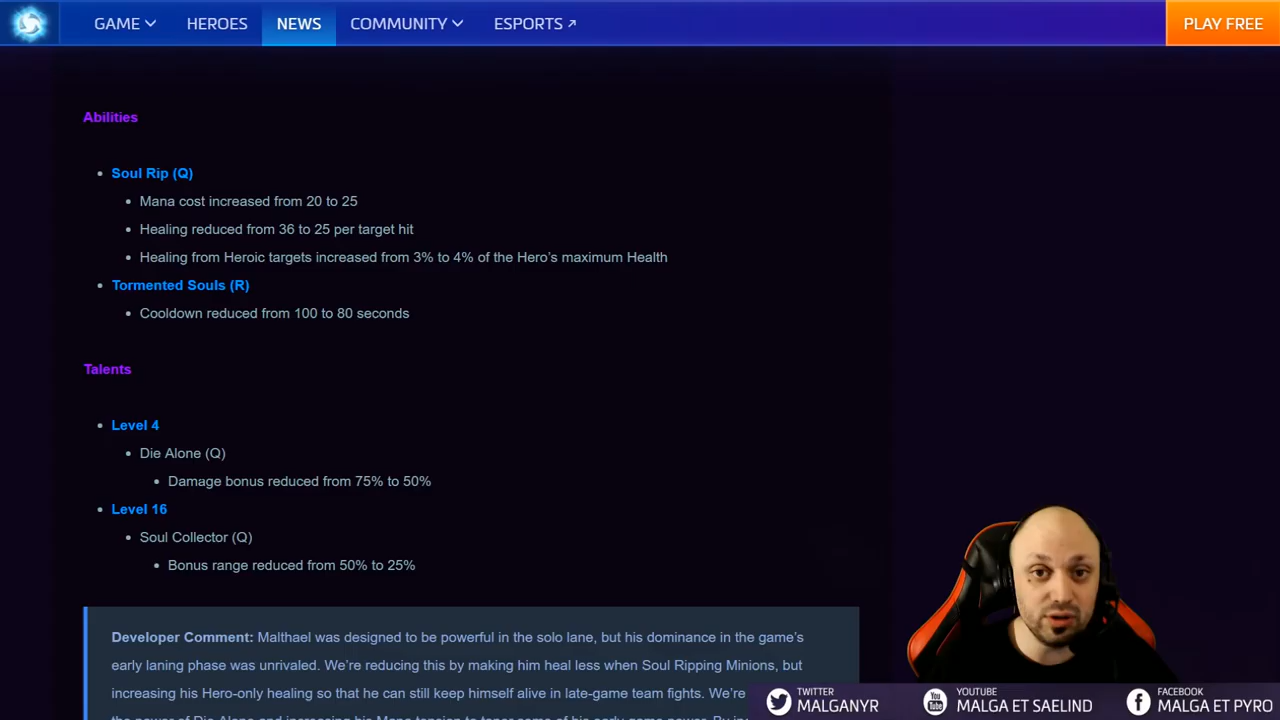 GAME HEROES NEWS COMMUNITY ESPORTS PLAY FREE
Abilities
Soul Rip (Q)
Mana cost increased from 20 to 25
Healing reduced from 36 to 25 per target hit
Healing from Heroic targets increased from 3% to 4% of the Hero's maximum Health
Tormented Souls (R)
Cooldown reduced from 100 to 80 seconds
Talents
Level 4
Die Alone (Q)
Damage bonus reduced from 75% to 50%
Level 16
Soul Collector (Q)
Bonus range reduced from 50% to 25%
Developer Comment: Malthael was designed to be powerful in the solo lane, but his dominance in the game's
early laning phase was unrivaled. We're reducing this by making him heal less when Soul Ripping Minions, but
increasing his Hero-only healing so that he can still keep himself alive in late-game team fights. We're
TWITTER
MALGANYR
YOUTUBE
MALGA ET SAELIND
FACEBOOK
MALGA ET PYRO